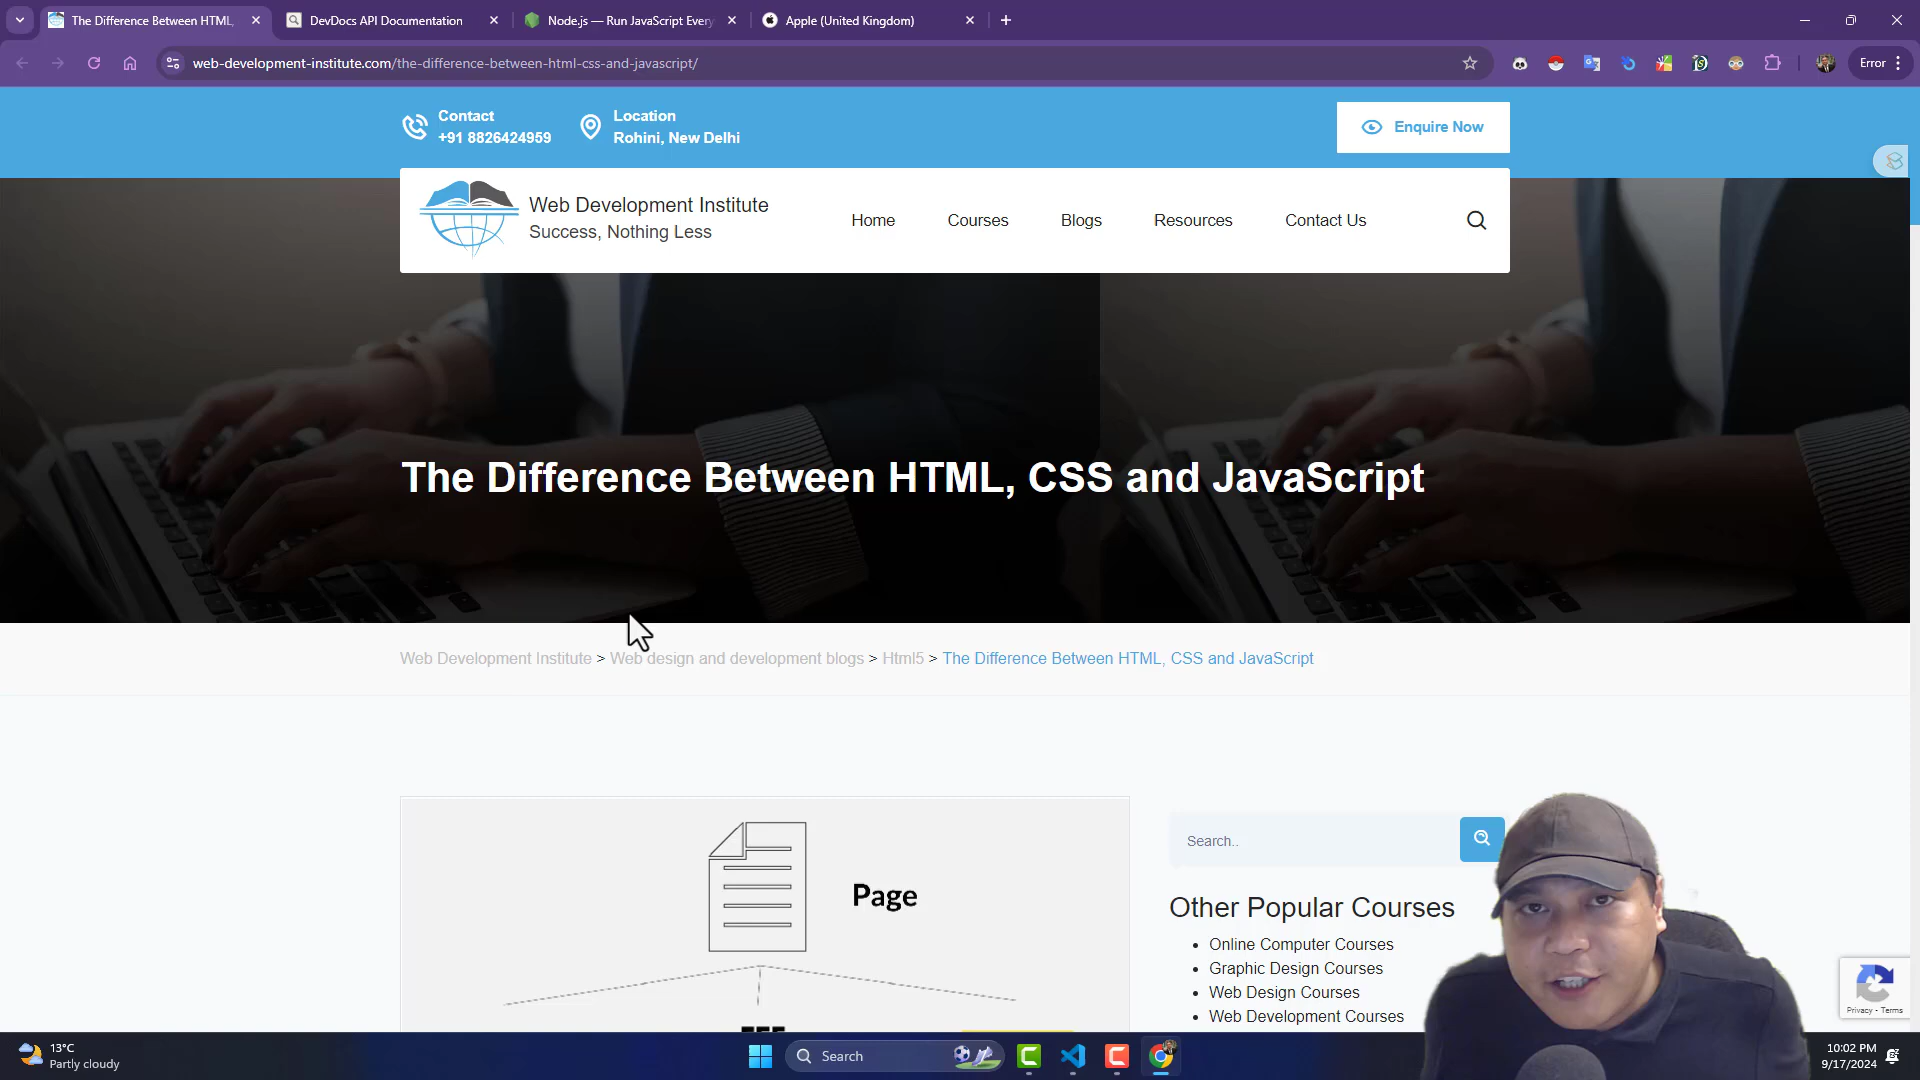 The Difference Between HTML,
DevDocs API Documentation
Node.js — Run JavaScript Every
Apple (United Kingdom)
web-development-institute.com/the-difference-between-html-css-and-javascript/
Error
Contact
+91 8826424959
Location
Rohini, New Delhi
Enquire Now
Web Development Institute
Success, Nothing Less
Home
Courses
Blogs
Resources
Contact Us
The Difference Between HTML, CSS and JavaScript
Web Development Institute > Web design and development blogs > Html5 > The Difference Between HTML, CSS and JavaScript
Page
Search..
Other Popular Courses
Online Computer Courses
Graphic Design Courses
Web Design Courses
Web Development Courses
Privacy - Terms
13°C
Partly cloudy
Search
10:02 PM
9/17/2024